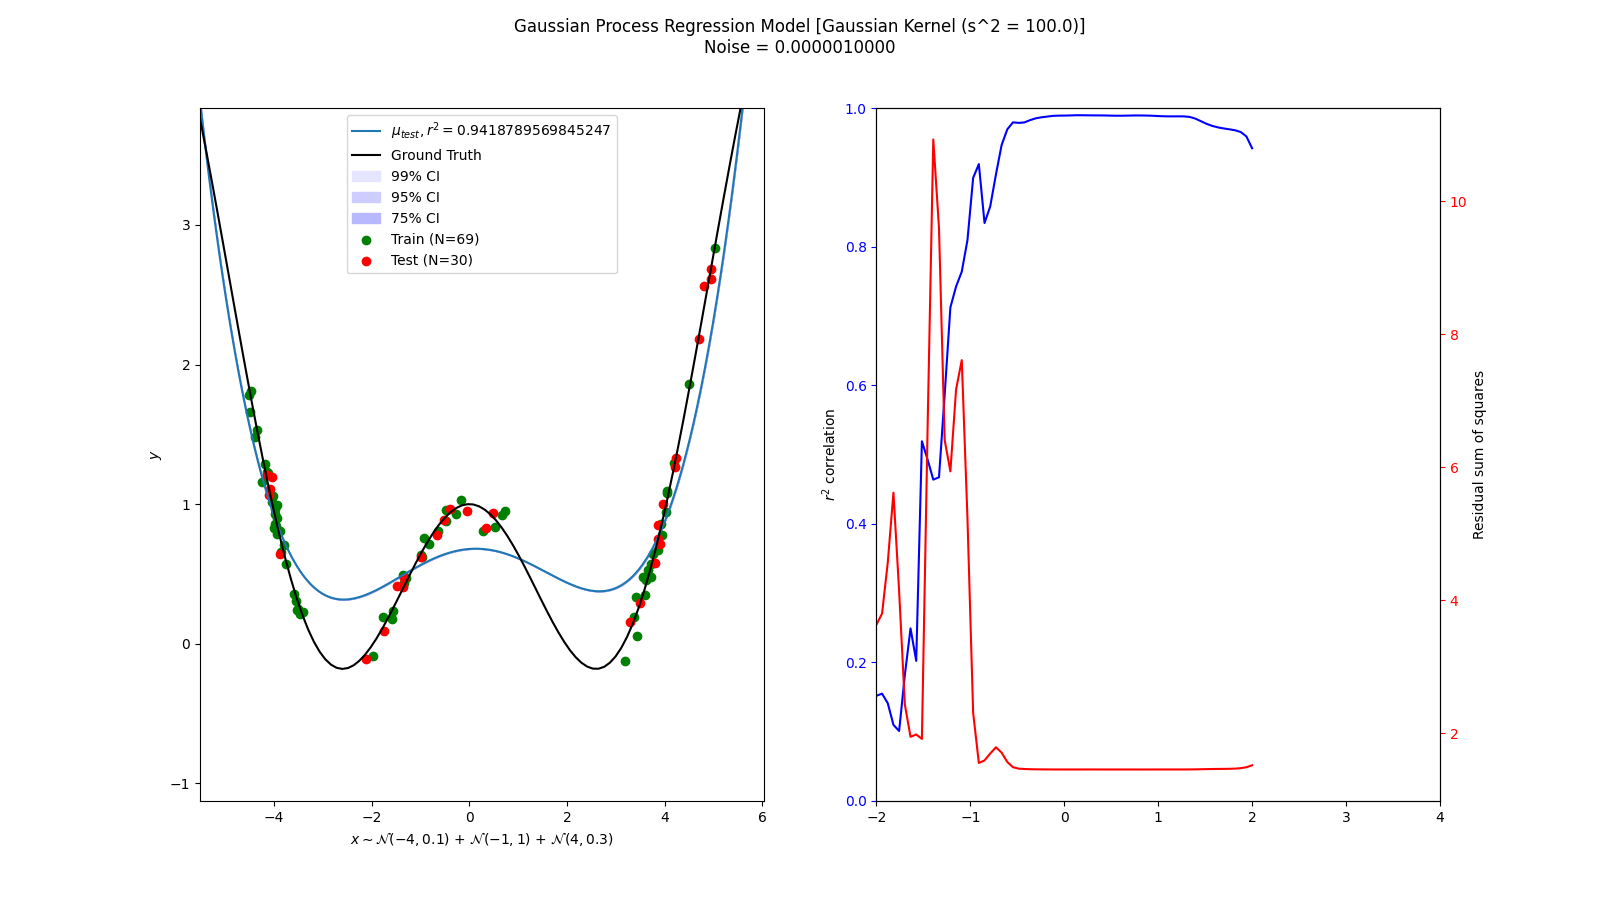 Gaussian Process Regression Model [Gaussian Kernel (s^2 = 100.0)]
Noise = 0.0000010000
μ_test, r² = 0.9418789569845247
Ground Truth
99% CI
95% CI
75% CI
Train (N=69)
Test (N=30)
3
2
1
0
−1
y
−4 −2 0 2 4 6
x ~ 𝒩(−4, 0.1) + 𝒩(−1, 1) + 𝒩(4, 0.3)
1.0
0.8
0.6
0.4
0.2
0.0
r² correlation
−2 −1 0 1 2 3 4
10
8
6
4
2
Residual sum of squares